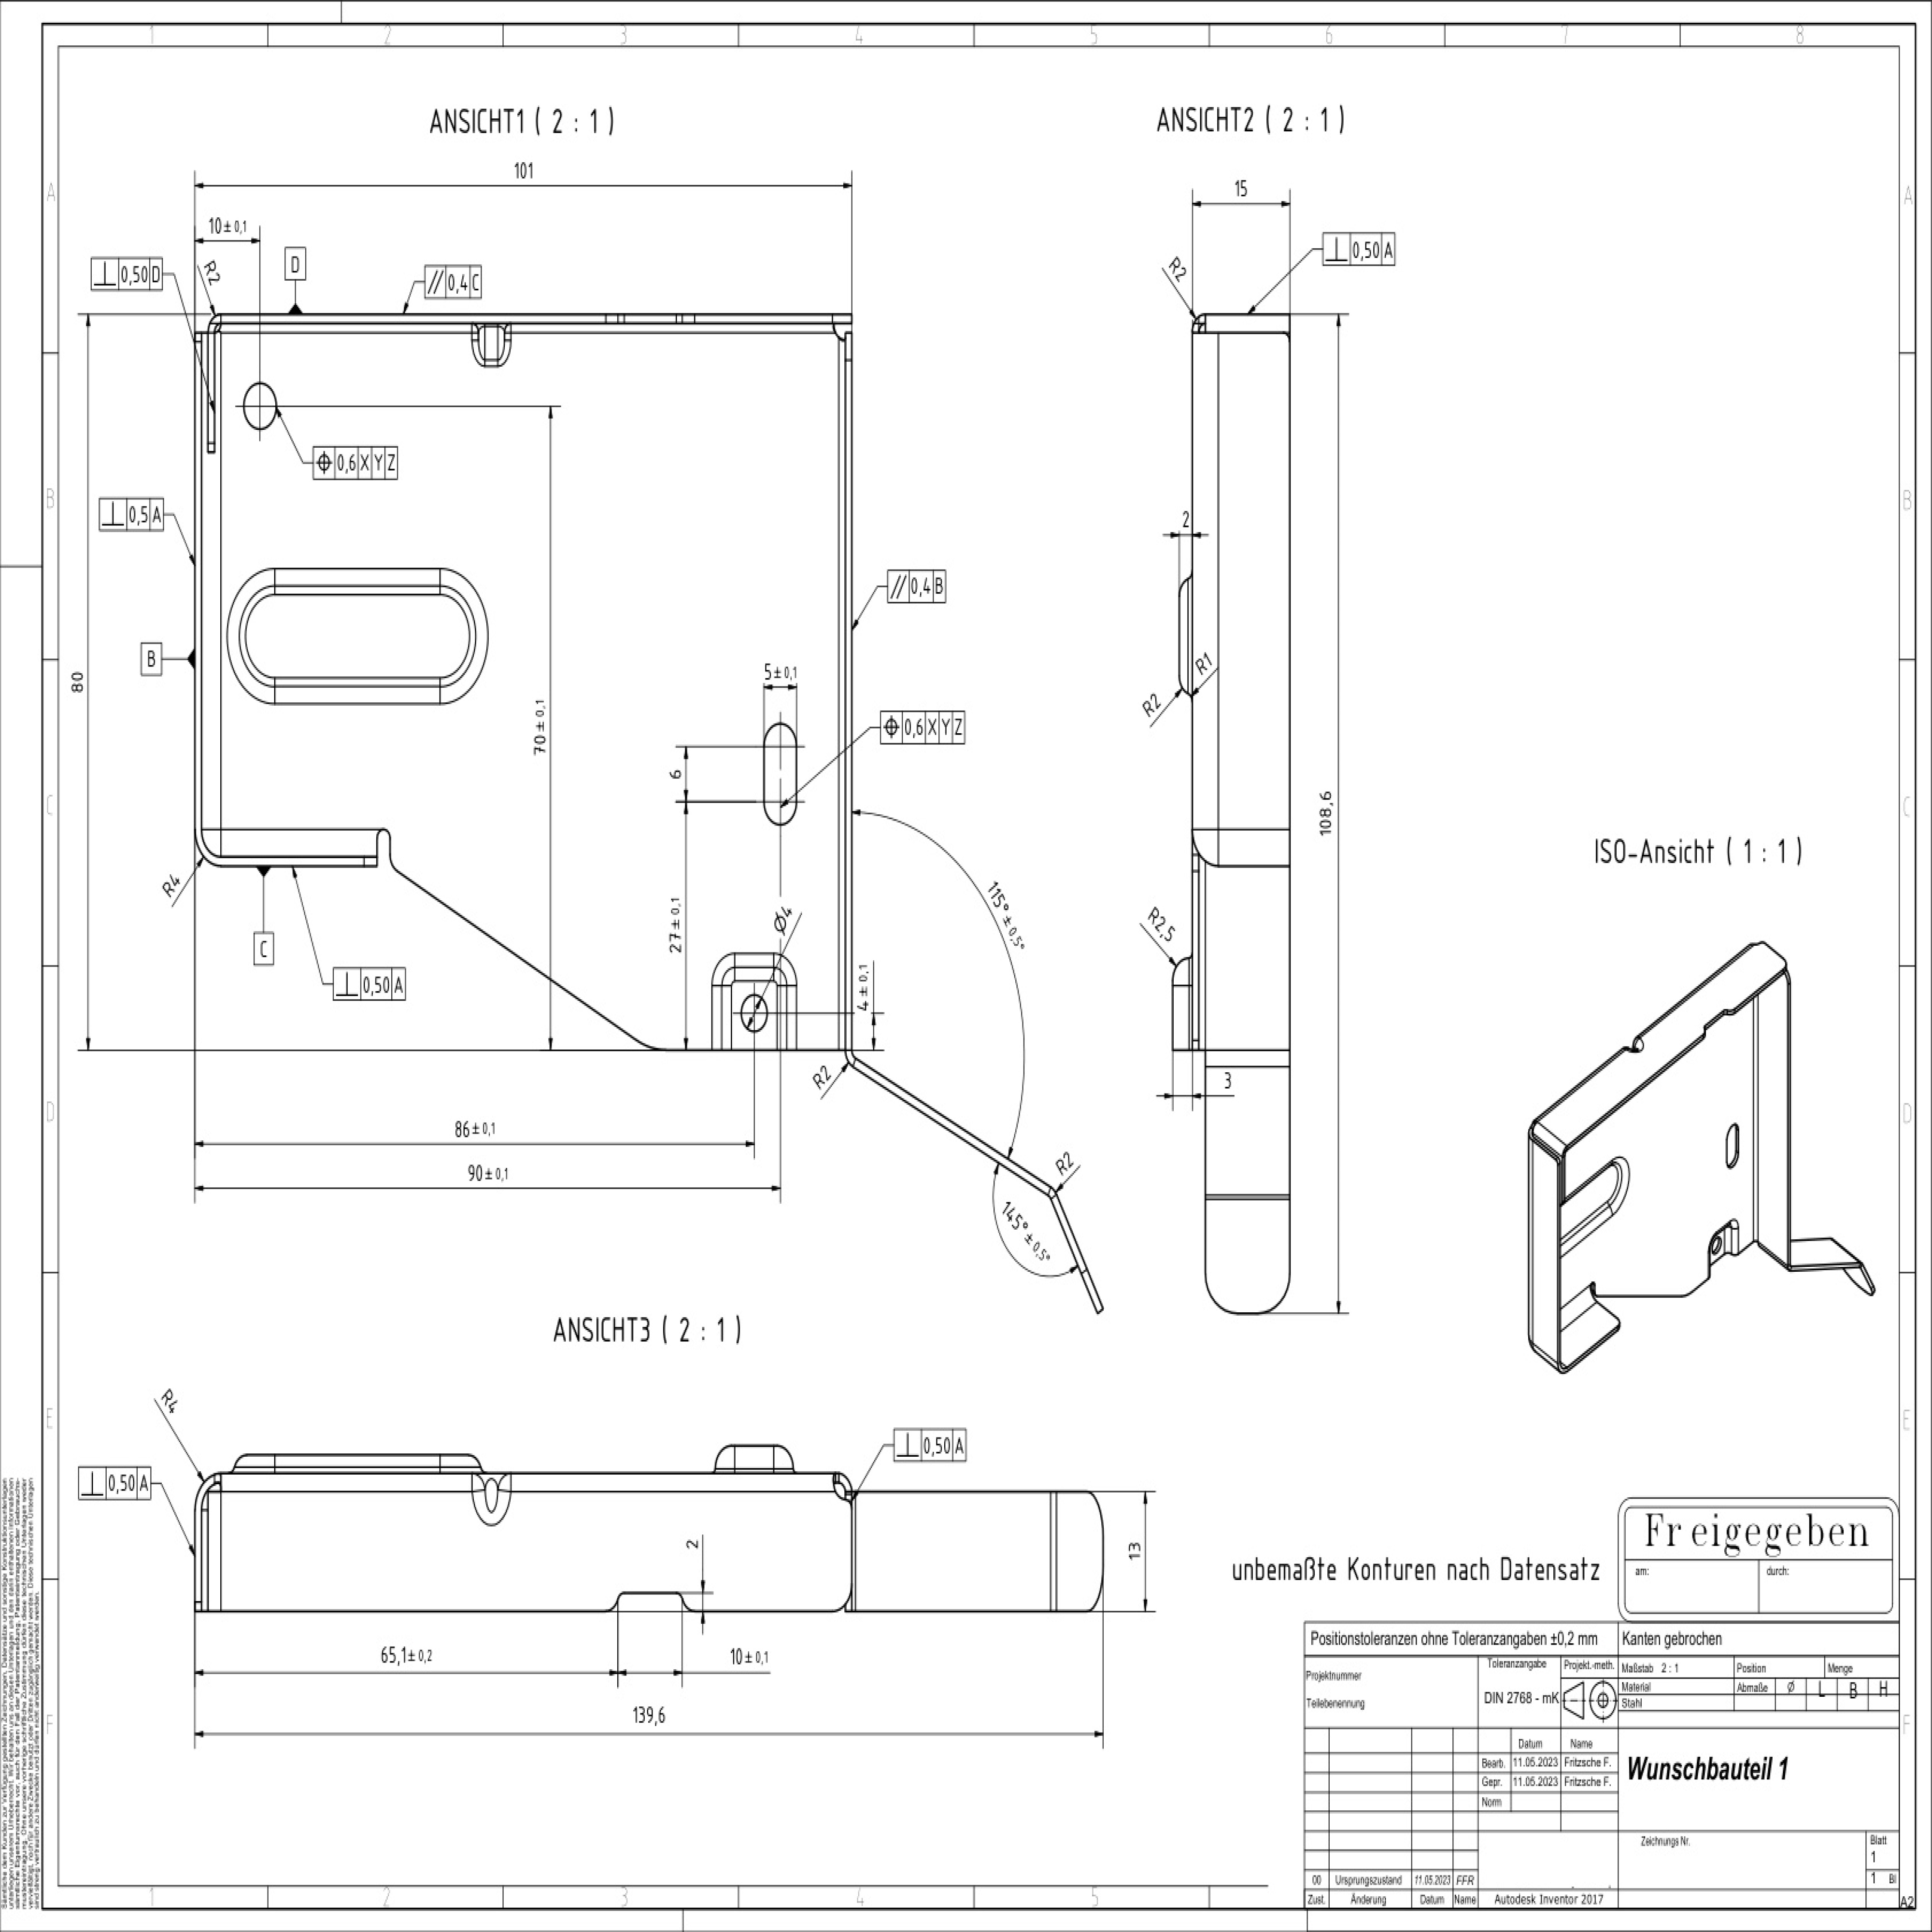 1 2 3 4 5 6 7 8
ANSICHT1 ( 2 : 1 )
ANSICHT2 ( 2 : 1 )
101
15
10±0,1
⊥ 0,50 D
R2
D
// 0,4 C
R2
⊥ 0,50 A
A
A
⌖ 0,6 X Y Z
⊥ 0,5 A
B
B
2
// 0,4 B
B
80
5±0,1
R1
R2
70±0,1
⌖ 0,6 X Y Z
6
C
C
108,6
ISO-Ansicht ( 1 : 1 )
R4
115°±0,5°
27±0,1
Ø4
R2,5
C
4±0,1
⊥ 0,50 A
R2
3
D
D
86±0,1
90±0,1
R2
145°±0,5°
ANSICHT3 ( 2 : 1 )
R4
E
E
⊥ 0,50 A
⊥ 0,50 A
2
13
65,1±0,2
10±0,1
139,6
unbemaßte Konturen nach Datensatz
Freigegeben
am: durch:
Positionstoleranzen ohne Toleranzangaben ±0,2 mm Kanten gebrochen
Projektnummer Toleranzangabe Projekt.-meth. Maßstab 2 : 1 Position Menge
Teilebenennung DIN 2768 - mK Material Abmaße Ø L B H
Stahl
F
F
Datum Name
Bearb. 11.05.2023 Fritzsche F.
Gepr. 11.05.2023 Fritzsche F.
Norm
Wunschbauteil 1
Zeichnungs Nr. Blatt
1
1 Bl
00 Ursprungszustand 11.05.2023 FFR
Zust. Änderung Datum Name Autodesk Inventor 2017
A2
1 2 3 4 5